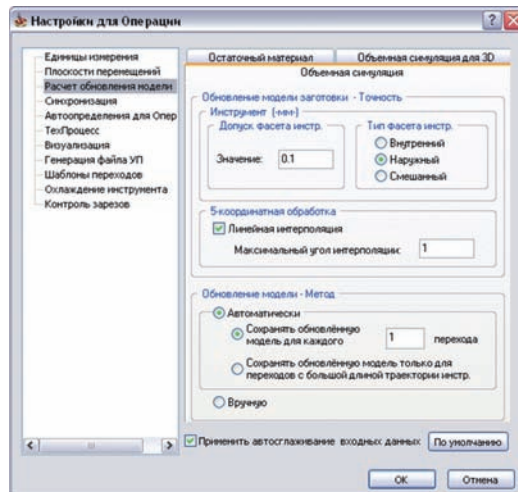 Настройки для Операции
Единицы измерения
Плоскости перемещений
Расчет обновления модели
Синхронизация
Автоопределения для Опер
ТехПроцесс
Визуализация
Генерация файла УП
Шаблоны переходов
Охлаждение инструмента
Контроль зарезов
Остаточный материал
Объемная симуляция для 3D
Объемная симуляция
Обновление модели заготовки - Точность
Инструмент (-мм-)
Допуск фасета инстр.
Значение: 0.1
Тип фасета инстр.
Внутренний
Наружный
Смешанный
5-координатная обработка
Линейная интерполяция
Максимальный угол интерполяции: 1
Обновление модели - Метод
Автоматически
Сохранять обновлённую
модель для каждого 1 перехода
Сохранять обновлённую модель только для
переходов с большой длиной траектории инстр.
Вручную
Применить автосглаживание входных данных
По умолчанию
OK
Отмена